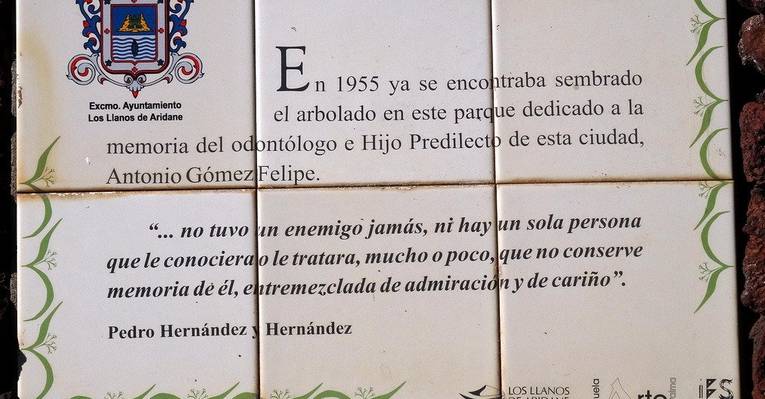 Excmo. Ayuntamiento
Los Llanos de Aridane
En 1955 ya se encontraba sembrado
el arbolado en este parque dedicado a la
memoria del odontólogo e Hijo Predilecto de esta ciudad,
Antonio Gómez Felipe.
“... no tuvo un enemigo jamás, ni hay un sola persona
que le conociera o le tratara, mucho o poco, que no conserve
memoria de él, entremezclada de admiración y de cariño”.
Pedro Hernández y Hernández
LOS LLANOS
DE ARIDANE